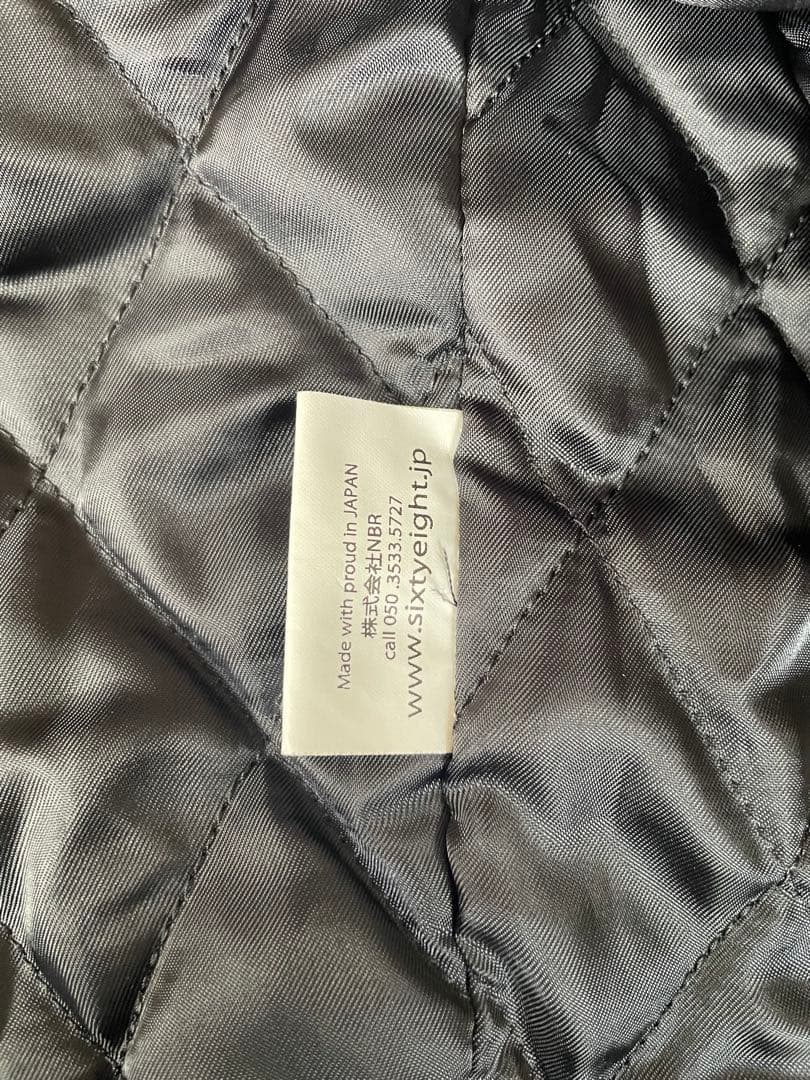 Made with proud in JAPAN
株式会社NBR
call 050 .3533.5727
www.sixtyeight.jp